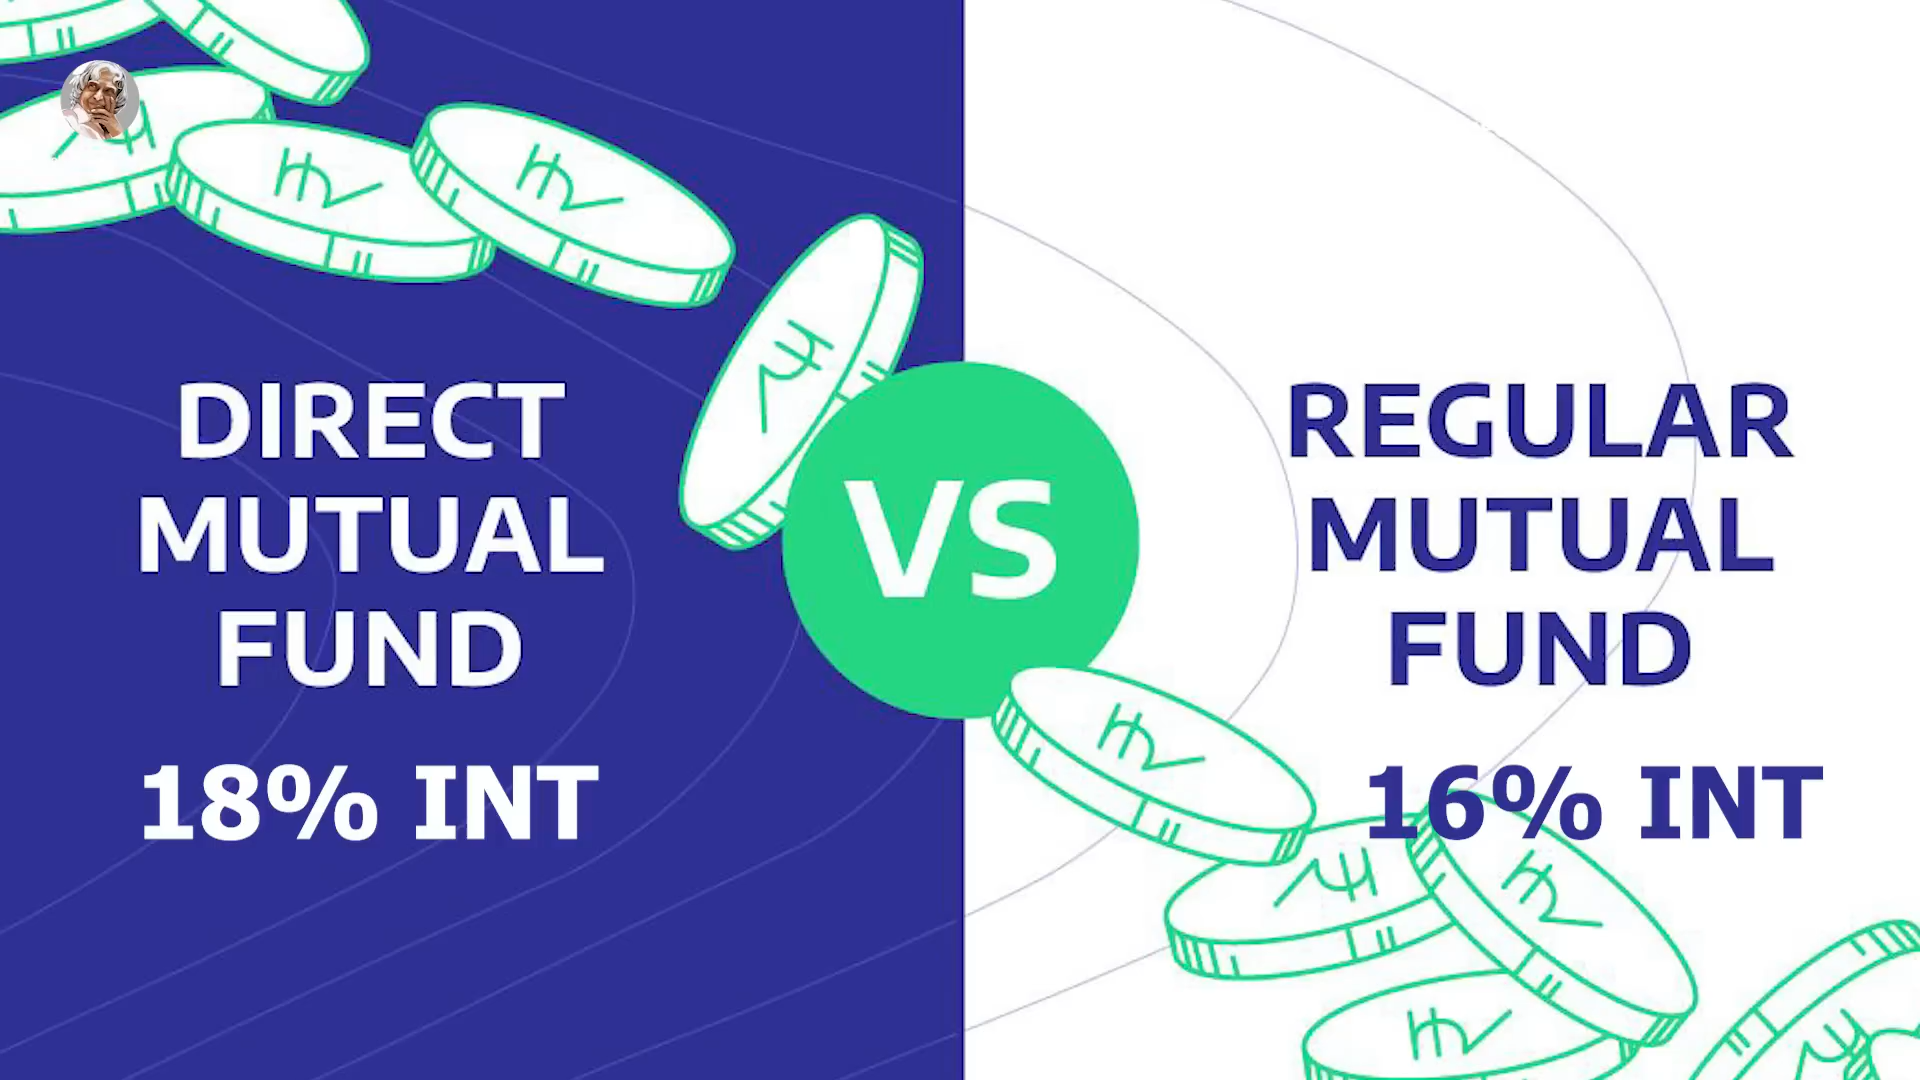 DIRECT
MUTUAL
FUND
18% INT
VS
REGULAR
MUTUAL
FUND
16% INT